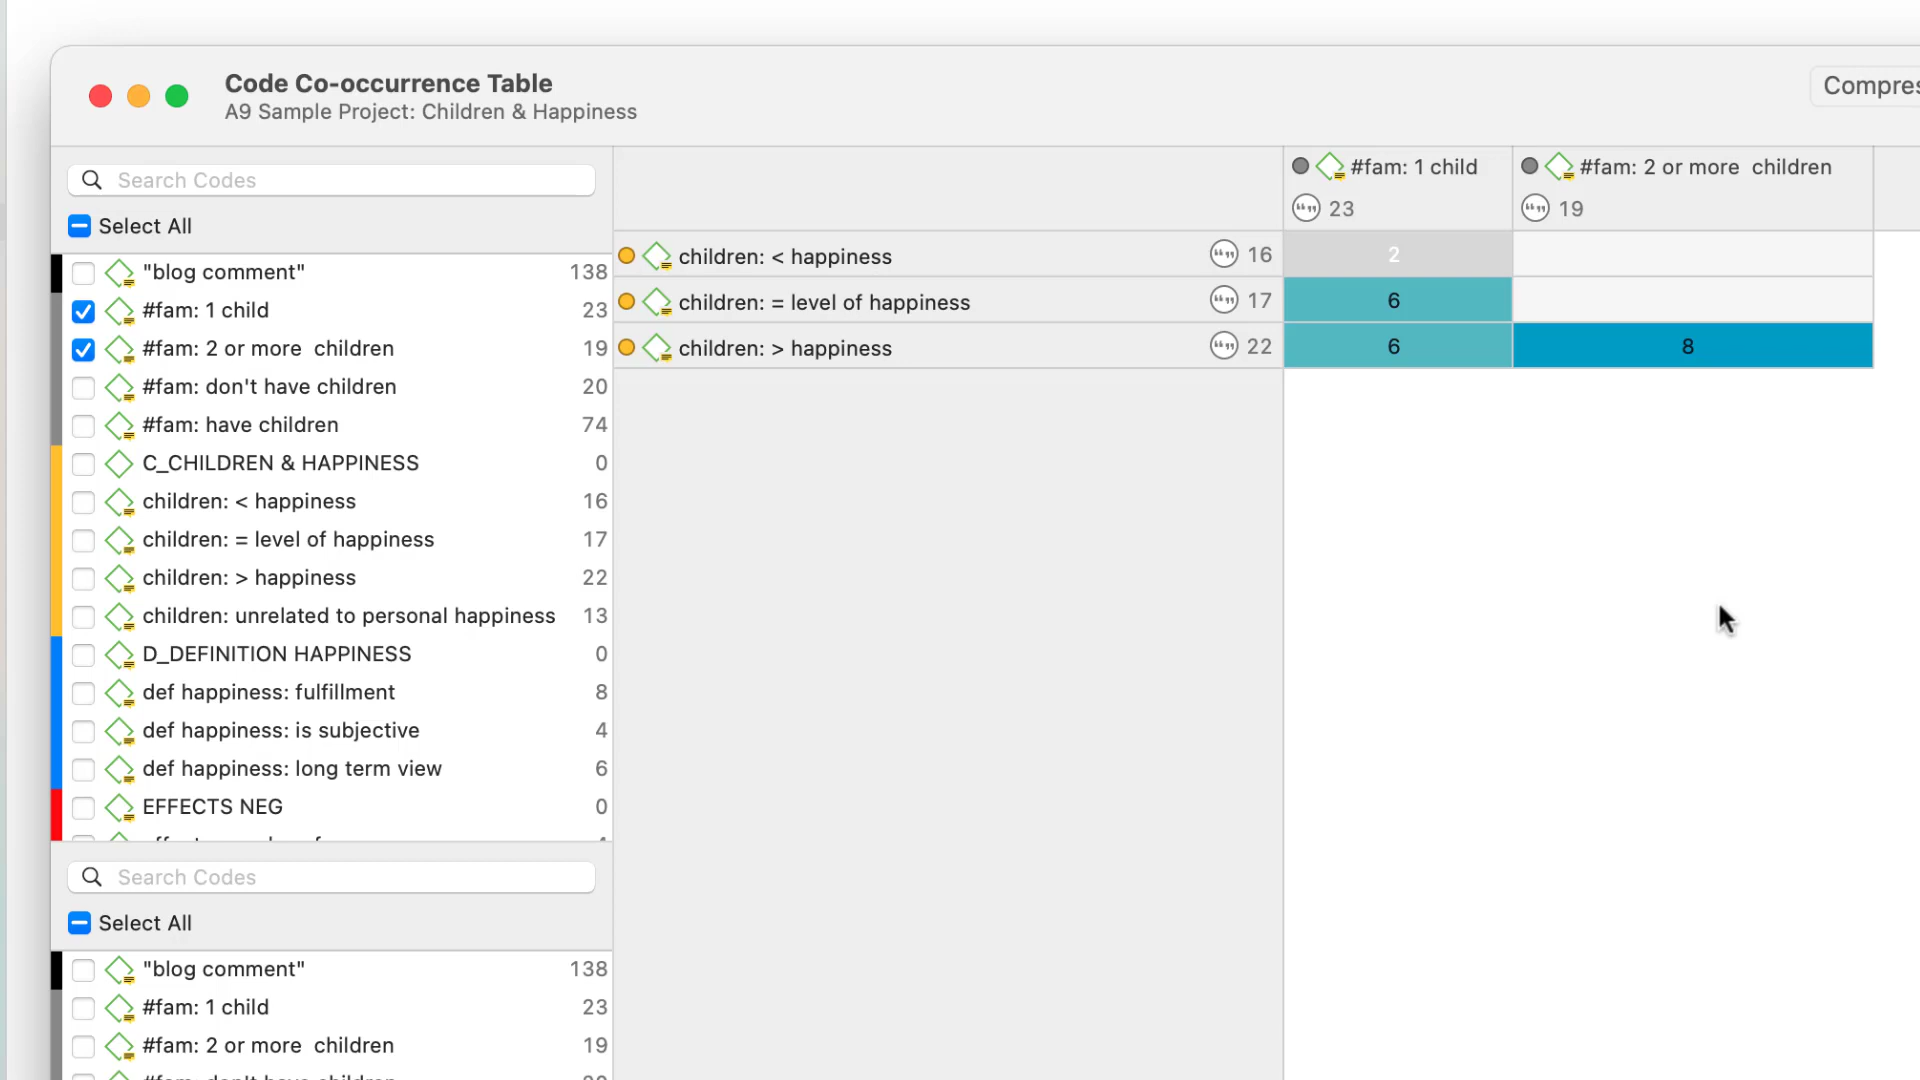 Code Co-occurrence Table
A9 Sample Project: Children & Happiness
Search Codes
Select All
"blog comment" 138
#fam: 1 child 23
#fam: 2 or more  children 19
#fam: don't have children 20
#fam: have children 74
C_CHILDREN & HAPPINESS 0
children: < happiness 16
children: = level of happiness 17
children: > happiness 22
children: unrelated to personal happiness 13
D_DEFINITION HAPPINESS 0
def happiness: fulfillment 8
def happiness: is subjective 4
def happiness: long term view 6
EFFECTS NEG 0
Search Codes
Select All
"blog comment" 138
#fam: 1 child 23
#fam: 2 or more  children 19
#fam: 1 child
23
#fam: 2 or more  children
19
children: < happiness 16 2
children: = level of happiness 17 6
children: > happiness 22 6 8